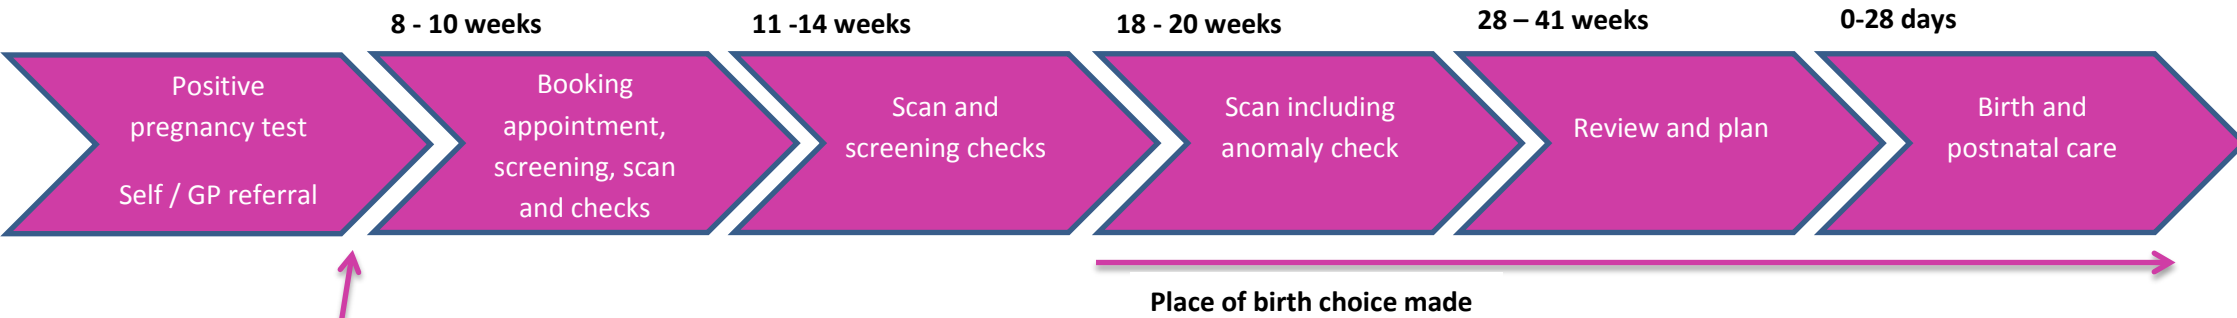 8 - 10 weeks
11 -14 weeks
18 - 20 weeks
28 – 41 weeks
0-28 days
Positive
pregnancy test
Self / GP referral
Booking
appointment,
screening, scan
and checks
Scan and
screening checks
Scan including
anomaly check
Review and plan
Birth and
postnatal care
Place of birth choice made